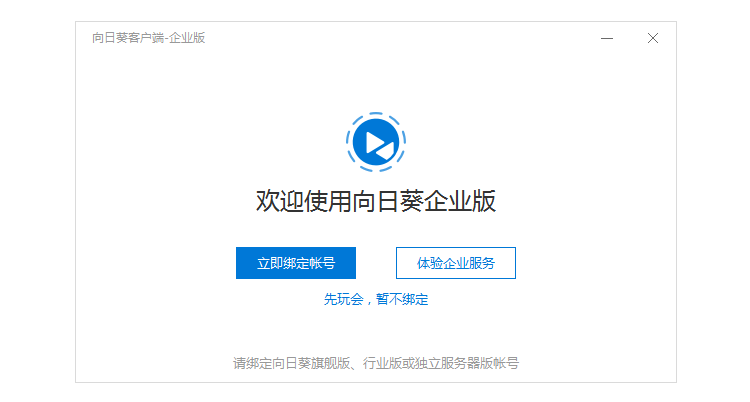 向日葵客户端-企业版
欢迎使用向日葵企业版
立即绑定帐号
体验企业服务
先玩会，暂不绑定
请绑定向日葵旗舰版、行业版或独立服务器版帐号